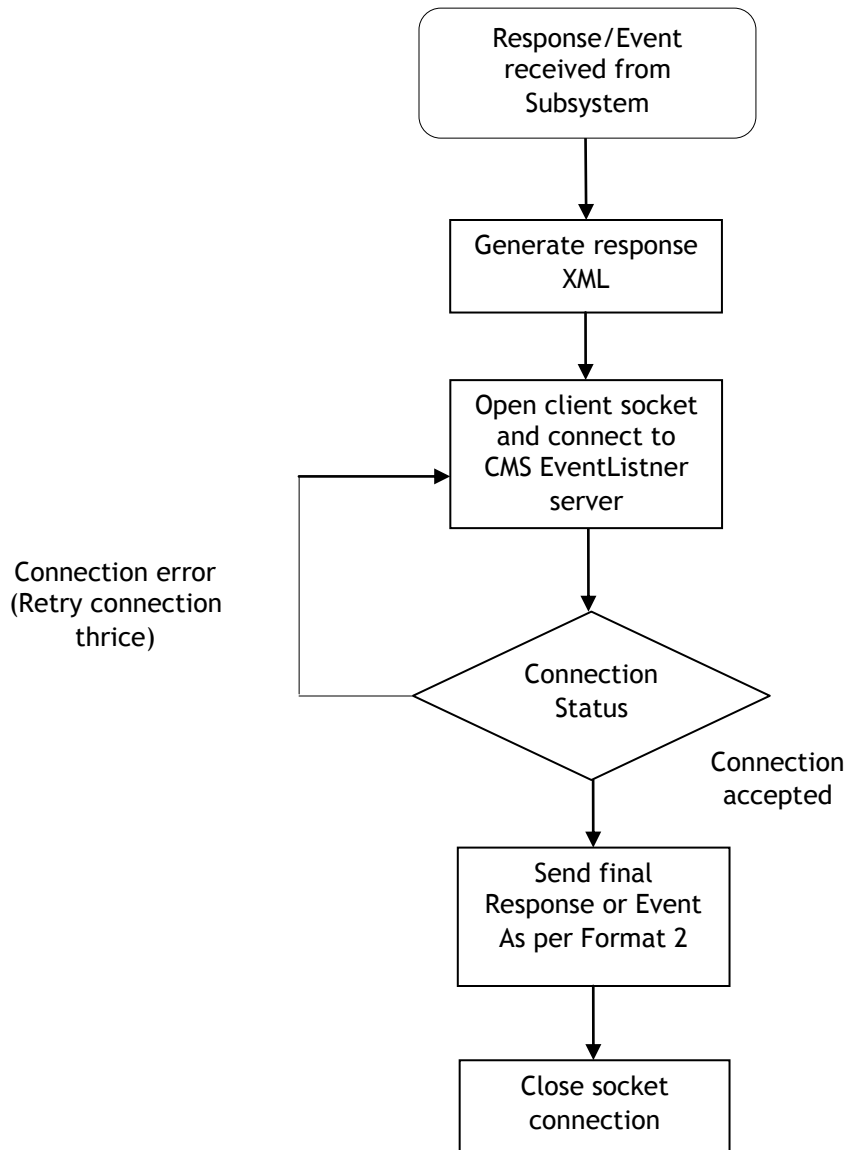 Response/Event
received from
Subsystem
Generate response
XML
Open client socket
and connect to
CMS EventListner
server
Connection error
(Retry connection
thrice)
Connection
Status
Connection
accepted
Send final
Response or Event
As per Format 2
Close socket
connection